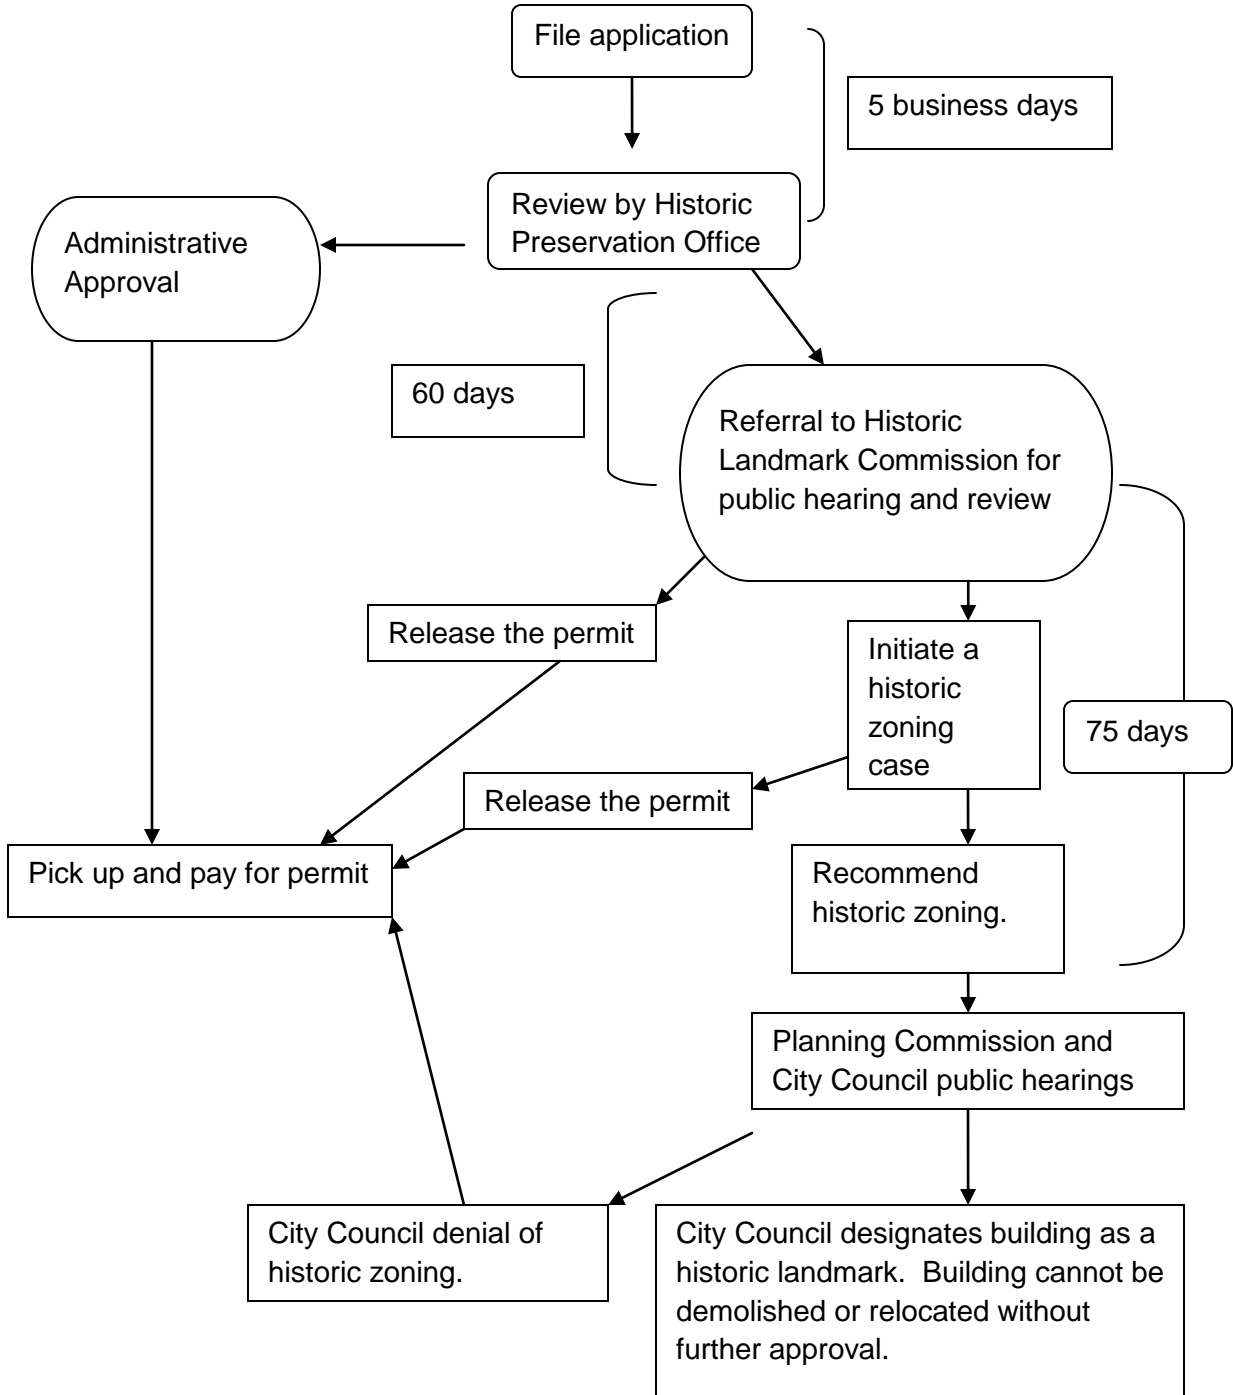 File application
5 business days
Review by Historic
Preservation Office
Administrative
Approval
60 days
Referral to Historic
Landmark Commission for
public hearing and review
Release the permit
Initiate a
historic
zoning
case
75 days
Release the permit
Pick up and pay for permit
Recommend
historic zoning.
Planning Commission and
City Council public hearings
City Council denial of
historic zoning.
City Council designates building as a
historic landmark.  Building cannot be
demolished or relocated without
further approval.